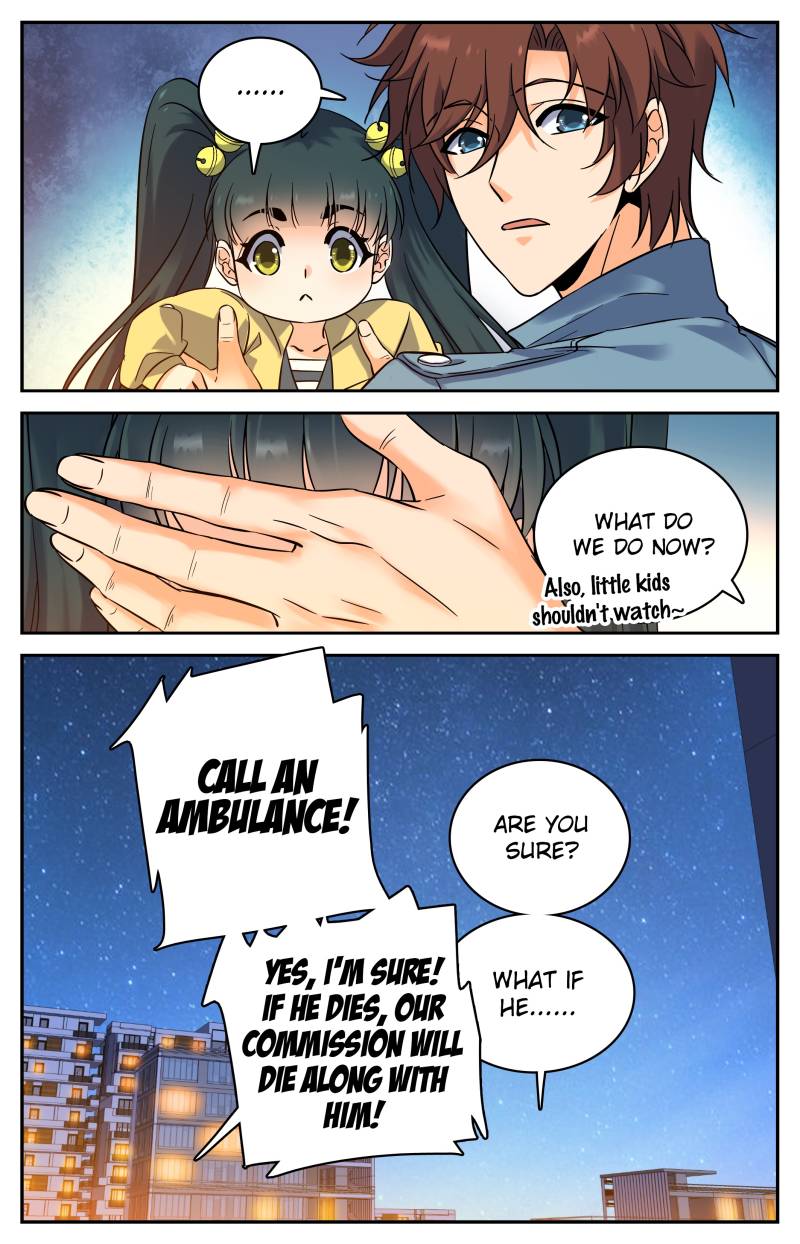 ......
WHAT DO
WE DO NOW?
Also, little kids
shouldn't watch~
CALL AN
AMBULANCE!
ARE YOU
SURE?
WHAT IF
HE......
YES, I'M SURE!
IF HE DIES, OUR
COMMISSION WILL
DIE ALONG WITH
HIM!